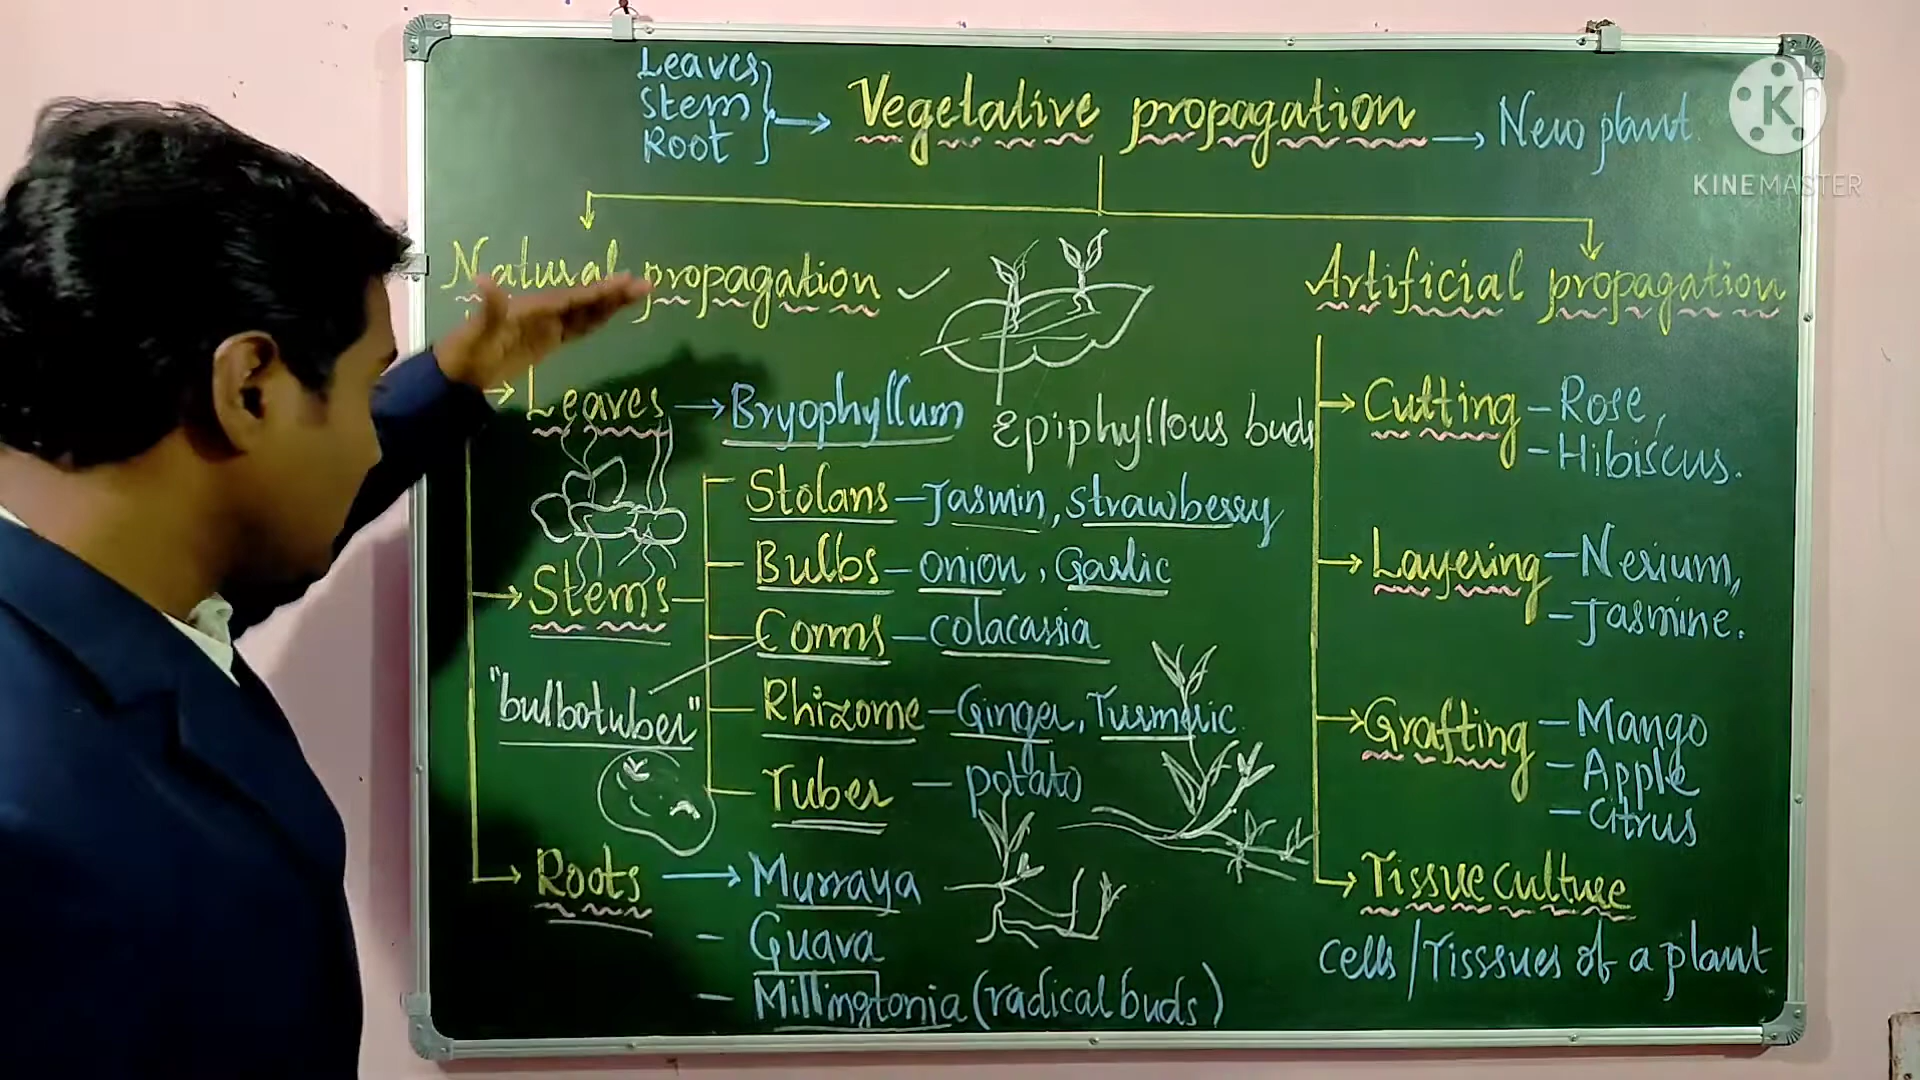 Leaves
Stem
Root
Vegetative propagation
New plant
KINEMASTER
Natural propagation
Leaves
Bryophyllum
Epiphyllous buds
Stems
Stolans - Jasmin, Strawberry
Bulbs - onion, Garlic
Corms - colacassia
"bulbotuber"
Rhizome - Ginger, Turmeric
Tuber - potato
Roots
Murraya
- Guava
- Millingtonia (radical buds)
Artificial propagation
Cutting - Rose,
- Hibiscus.
Layering - Nerium,
- Jasmine.
Grafting - Mango
- Apple
- Citrus
Tissue culture
Cells/Tisssues of a plant